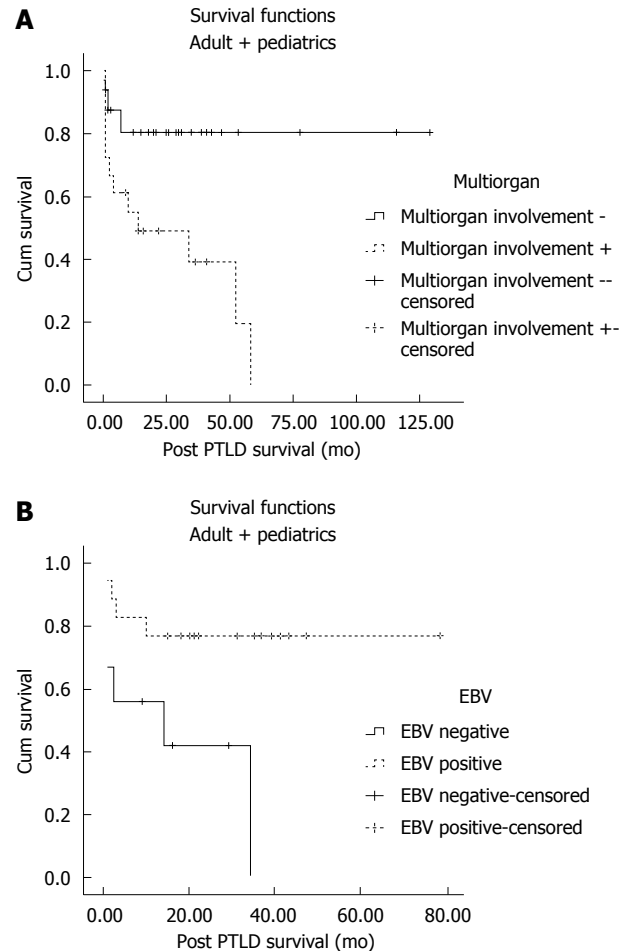 A
Survival functions
Adult + pediatrics
1.0
0.8
0.6
0.4
0.2
0.0
Cum survival
0.00 25.00 50.00 75.00 100.00 125.00
Post PTLD survival (mo)
Multiorgan
Multiorgan involvement -
Multiorgan involvement +
Multiorgan involvement --
censored
Multiorgan involvement +-
censored
B
Survival functions
Adult + pediatrics
1.0
0.8
0.6
0.4
0.2
0.0
Cum survival
0.00 20.00 40.00 60.00 80.00
Post PTLD survival (mo)
EBV
EBV negative
EBV positive
EBV negative-censored
EBV positive-censored